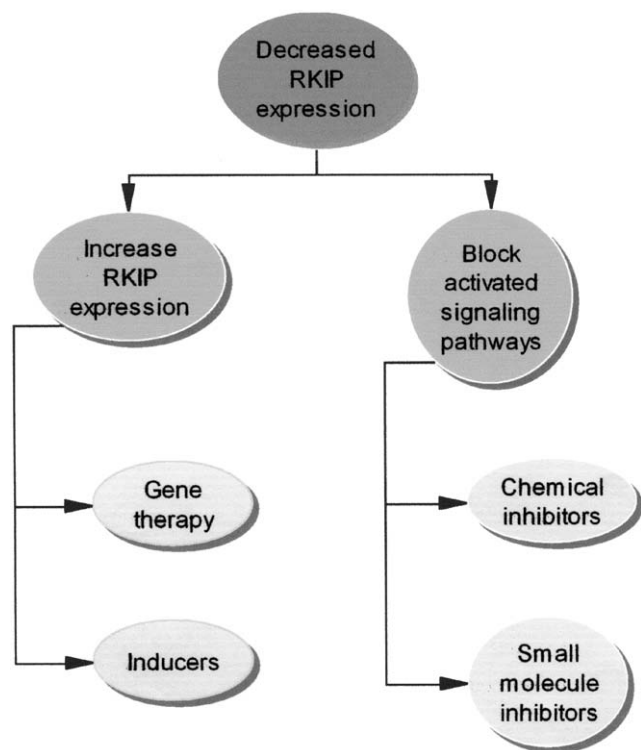 Decreased
RKIP
expression
Increase
RKIP
expression
Block
activated
signaling
pathways
Gene
therapy
Chemical
inhibitors
Inducers
Small
molecule
inhibitors